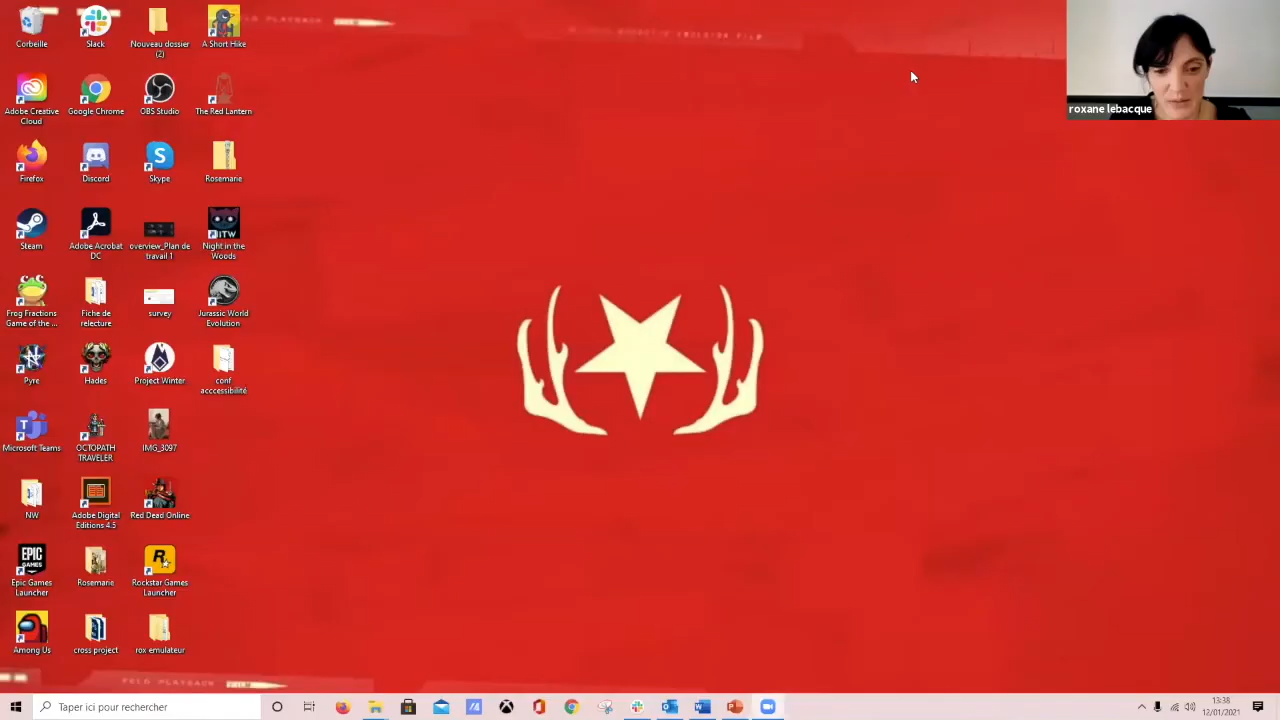 Corbeille
Slack
Nouveau dossier
(2)
A Short Hike
roxane lebacque
Adobe Creative
Cloud
Google Chrome
OBS Studio
The Red Lantern
Firefox
Discord
Skype
Rosemarie
Steam
Adobe Acrobat
DC
overview_Plan de
travail 1
ITW
Night in the
Woods
Frog Fractions
Game of the ...
Fiche de
relecture
survey
Jurassic World
Evolution
Pyre
Hades
Project Winter
conf
acccessibilité
Microsoft Teams
OCTOPATH
TRAVELER
IMG_3097
NW
Adobe Digital
Editions 4.5
Red Dead Online
EPIC
GAMES
Epic Games
Launcher
Rosemarie
Rockstar Games
Launcher
Among Us
cross project
rox emulateur
Taper ici pour rechercher
13:38
12/01/2021